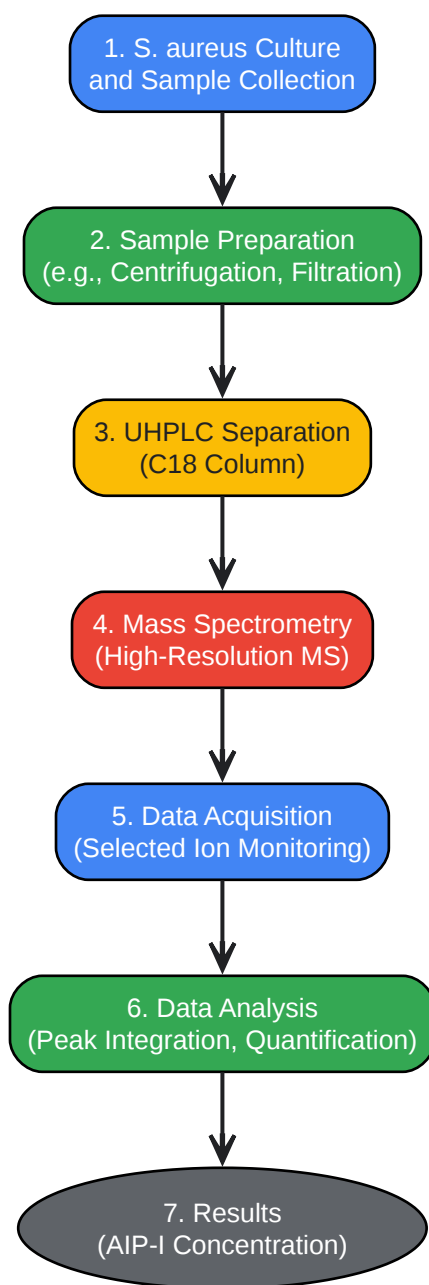 1. S. aureus Culture
and Sample Collection
2. Sample Preparation
(e.g., Centrifugation, Filtration)
3. UHPLC Separation
(C18 Column)
4. Mass Spectrometry
(High-Resolution MS)
5. Data Acquisition
(Selected Ion Monitoring)
6. Data Analysis
(Peak Integration, Quantification)
7. Results
(AIP-I Concentration)